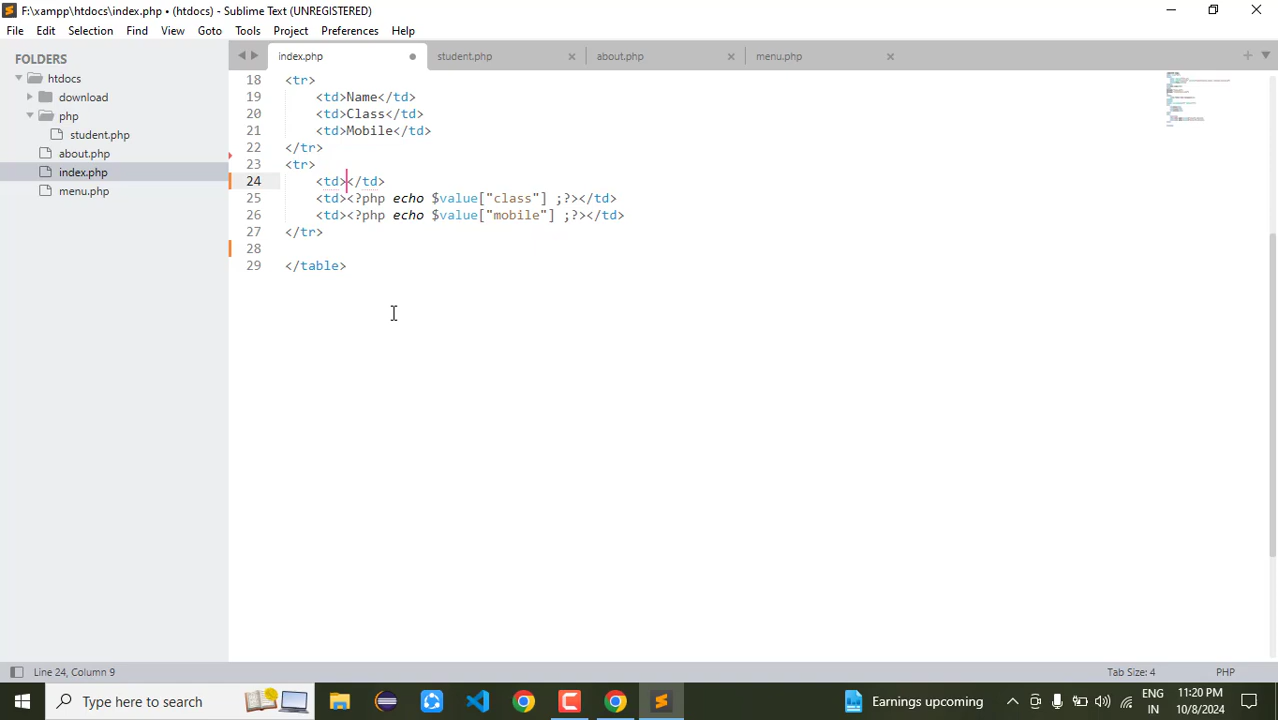 F:\xampp\htdocs\index.php • (htdocs) - Sublime Text (UNREGISTERED)
File Edit Selection Find View Goto Tools Project Preferences Help
FOLDERS
htdocs
download
php
student.php
about.php
index.php
menu.php
index.php student.php about.php menu.php
18 <tr>
19 <td>Name</td>
20 <td>Class</td>
21 <td>Mobile</td>
22 </tr>
23 <tr>
24 <td></td>
25 <td><?php echo $value["class"] ;?></td>
26 <td><?php echo $value["mobile"] ;?></td>
27 </tr>
28
29 </table>
Line 24, Column 9 Tab Size: 4 PHP
Type here to search Earnings upcoming ENG IN 11:20 PM 10/8/2024